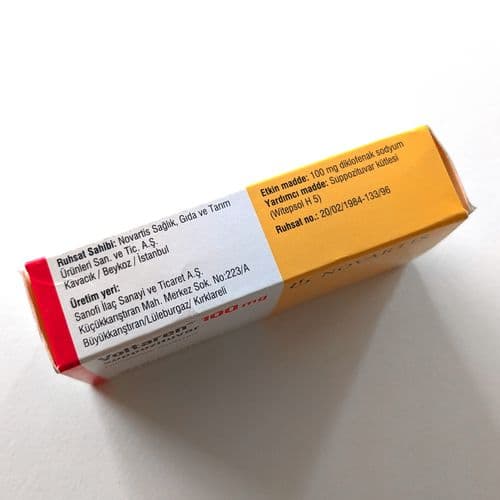 Ruhsat Sahibi: Novartis Sağlık, Gıda ve Tarım
Ürünleri San. ve Tic. A.Ş.
Kavacık / Beykoz / İstanbul
Üretim yeri:
Sanofi İlaç Sanayi ve Ticaret A.Ş.
Küçükkarıştıran Mah. Merkez Sok. No:223/A
Büyükkarıştıran/Lüleburgaz/ Kırklareli
Etkin madde: 100 mg diklofenak sodyum
Yardımcı madde: Suppozituvar kütlesi
(Witepsol H 5)
Ruhsat no.: 20/02/1984-133/96
Voltaren 100 mg
suppozituvar
NOVARTIS